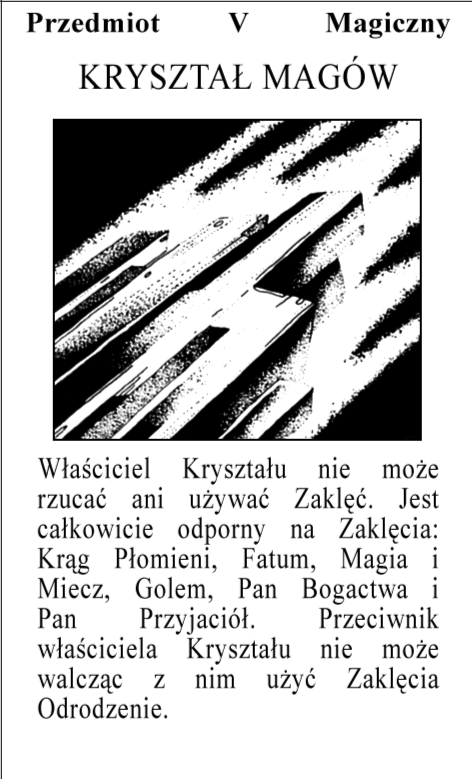 Przedmiot V Magiczny
KRYSZTAŁ MAGÓW
Właściciel Kryształu nie może
rzucać ani używać Zaklęć. Jest
całkowicie odporny na Zaklęcia:
Krąg Płomieni, Fatum, Magia i
Miecz, Golem, Pan Bogactwa i
Pan Przyjaciół. Przeciwnik
właściciela Kryształu nie może
walcząc z nim użyć Zaklęcia
Odrodzenie.